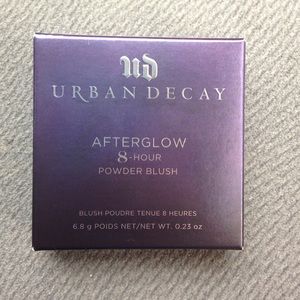 UD
URBAN DECAY
AFTERGLOW
8-HOUR
POWDER BLUSH
BLUSH POUDRE TENUE 8 HEURES
6.8 g POIDS NET/NET WT. 0.23 oz